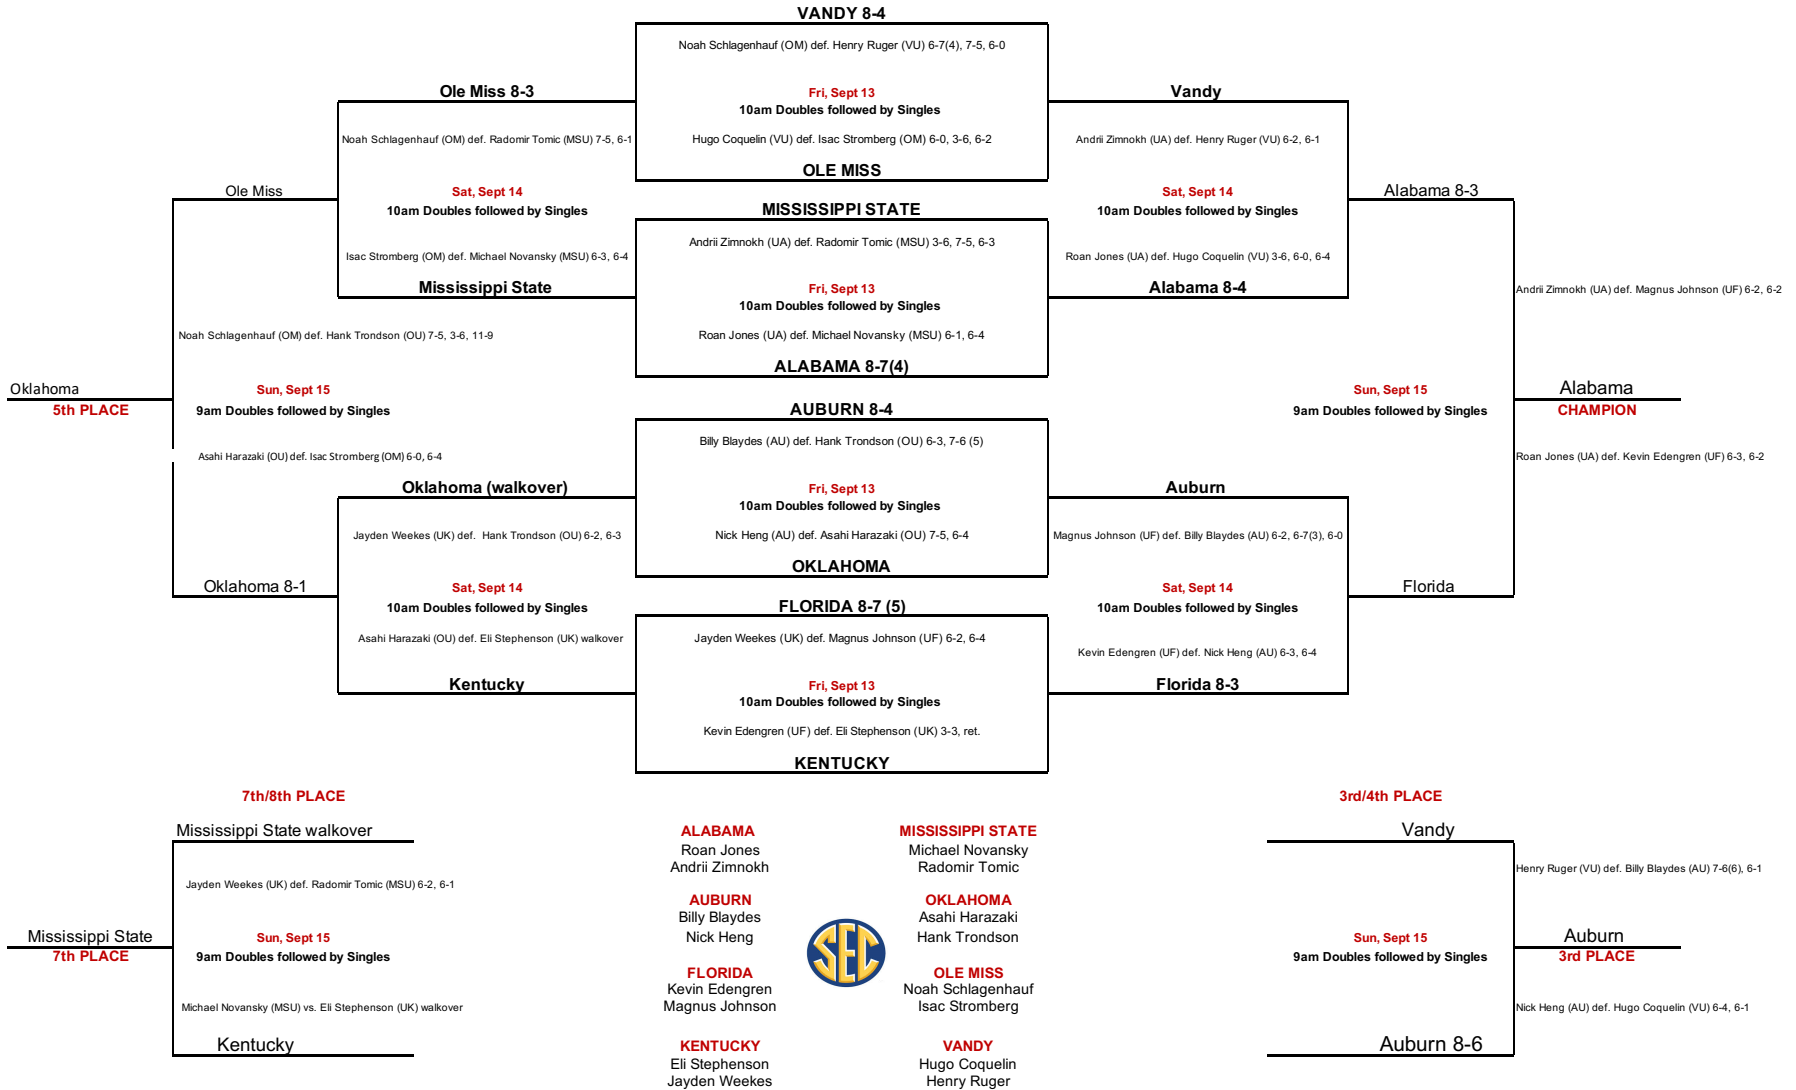 VANDY 8-4
Noah Schlagenhauf (OM) def. Henry Ruger (VU) 6-7(4), 7-5, 6-0
Ole Miss 8-3
Fri, Sept 13
Vandy
10am Doubles followed by Singles
Noah Schlagenhauf (OM) def. Radomir Tomic (MSU) 7-5, 6-1
Hugo Coquelin (VU) def. Isac Stromberg (OM) 6-0, 3-6, 6-2
Andrii Zimnokh (UA) def. Henry Ruger (VU) 6-2, 6-1
OLE MISS
Ole Miss
Sat, Sept 14
Sat, Sept 14
Alabama 8-3
10am Doubles followed by Singles
MISSISSIPPI STATE
10am Doubles followed by Singles
Andrii Zimnokh (UA) def. Radomir Tomic (MSU) 3-6, 7-5, 6-3
Isac Stromberg (OM) def. Michael Novansky (MSU) 6-3, 6-4
Roan Jones (UA) def. Hugo Coquelin (VU) 3-6, 6-0, 6-4
Mississippi State
Fri, Sept 13
Alabama 8-4
Andrii Zimnokh (UA) def. Magnus Johnson (UF) 6-2, 6-2
10am Doubles followed by Singles
Noah Schlagenhauf (OM) def. Hank Trondson (OU) 7-5, 3-6, 11-9
Roan Jones (UA) def. Michael Novansky (MSU) 6-1, 6-4
ALABAMA 8-7(4)
Oklahoma
Sun, Sept 15
Sun, Sept 15
Alabama
5th PLACE
9am Doubles followed by Singles
AUBURN 8-4
9am Doubles followed by Singles
CHAMPION
Billy Blaydes (AU) def. Hank Trondson (OU) 6-3, 7-6 (5)
Asahi Harazaki (OU) def. Isac Stromberg (OM) 6-0, 6-4
Roan Jones (UA) def. Kevin Edengren (UF) 6-3, 6-2
Oklahoma (walkover)
Fri, Sept 13
Auburn
10am Doubles followed by Singles
Jayden Weekes (UK) def. Hank Trondson (OU) 6-2, 6-3
Nick Heng (AU) def. Asahi Harazaki (OU) 7-5, 6-4
Magnus Johnson (UF) def. Billy Blaydes (AU) 6-2, 6-7(3), 6-0
OKLAHOMA
Oklahoma 8-1
Sat, Sept 14
Sat, Sept 14
Florida
10am Doubles followed by Singles
FLORIDA 8-7 (5)
10am Doubles followed by Singles
Asahi Harazaki (OU) def. Eli Stephenson (UK) walkover
Jayden Weekes (UK) def. Magnus Johnson (UF) 6-2, 6-4
Kevin Edengren (UF) def. Nick Heng (AU) 6-3, 6-4
Kentucky
Fri, Sept 13
Florida 8-3
10am Doubles followed by Singles
Kevin Edengren (UF) def. Eli Stephenson (UK) 3-3, ret.
KENTUCKY
7th/8th PLACE
3rd/4th PLACE
Mississippi State walkover
ALABAMA
MISSISSIPPI STATE
Vandy
Roan Jones
Michael Novansky
Andrii Zimnokh
Radomir Tomic
Henry Ruger (VU) def. Billy Blaydes (AU) 7-6(6), 6-1
Jayden Weekes (UK) def. Radomir Tomic (MSU) 6-2, 6-1
AUBURN
OKLAHOMA
Billy Blaydes
Asahi Harazaki
Nick Heng
Hank Trondson
Mississippi State
Sun, Sept 15
SEC
Sun, Sept 15
Auburn
7th PLACE
9am Doubles followed by Singles
9am Doubles followed by Singles
3rd PLACE
FLORIDA
OLE MISS
Kevin Edengren
Noah Schlagenhauf
Magnus Johnson
Isac Stromberg
Michael Novansky (MSU) vs. Eli Stephenson (UK) walkover
Nick Heng (AU) def. Hugo Coquelin (VU) 6-4, 6-1
Kentucky
KENTUCKY
VANDY
Auburn 8-6
Eli Stephenson
Hugo Coquelin
Jayden Weekes
Henry Ruger